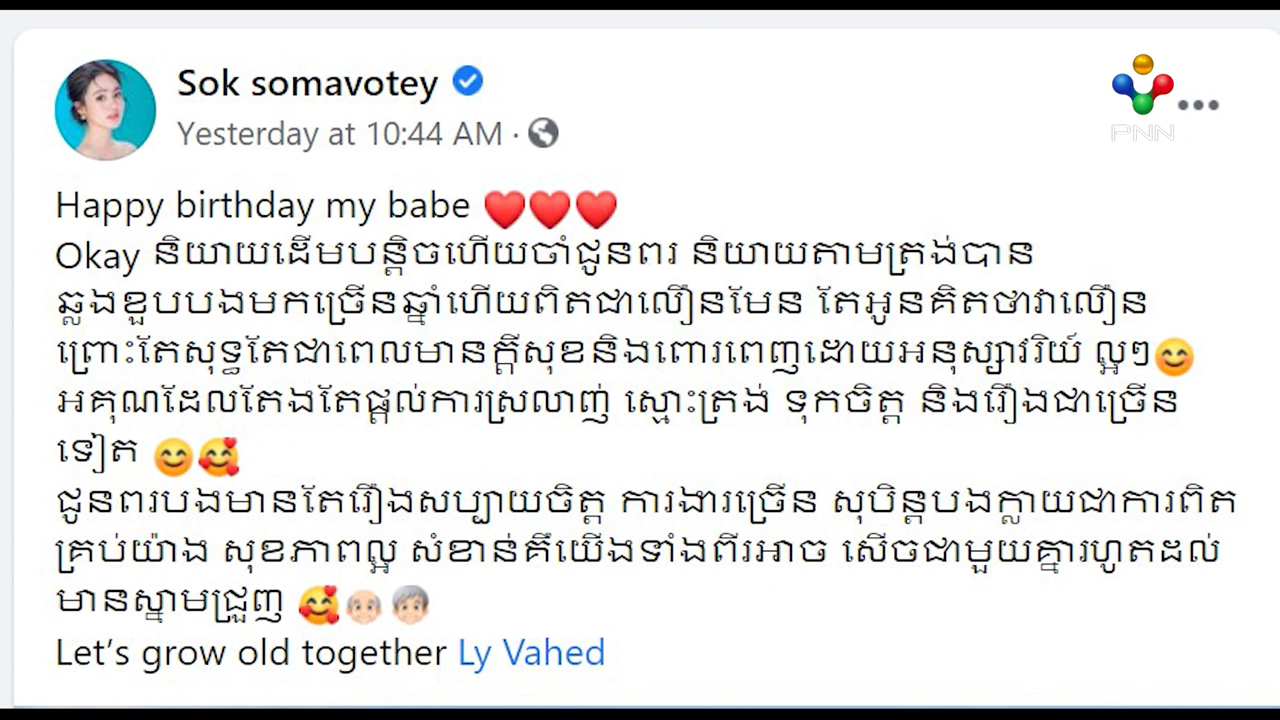 Sok somavotey
Yesterday at 10:44 AM ·
PNN
Happy birthday my babe ❤️❤️❤️
Okay និយាយដើមបន្តិចហើយចាំជូនពរ និយាយតាមត្រង់បាន
ឆ្លងខួបបងមកច្រើនឆ្នាំហើយពិតជាលឿនមែន តែអូនគិតថាវាលឿន
ព្រោះតែសុទ្ធតែជាពេលមានក្ដីសុខនិងពោរពេញដោយអនុស្សាវរិយ៍ ល្អៗ😊
អគុណដែលតែងតែផ្ដល់ការស្រលាញ់ ស្មោះត្រង់ ទុកចិត្ត និងរឿងជាច្រើន
ទៀត 😊🥰
ជូនពរបងមានតែរឿងសប្បាយចិត្ត ការងារច្រើន សុបិន្តបងក្លាយជាការពិត
គ្រប់យ៉ាង សុខភាពល្អ សំខាន់គឺយើងទាំងពីរអាច សើចជាមួយគ្នារហូតដល់
មានស្នាមជ្រួញ 🥰👴🏻👵🏻
Let’s grow old together Ly Vahed